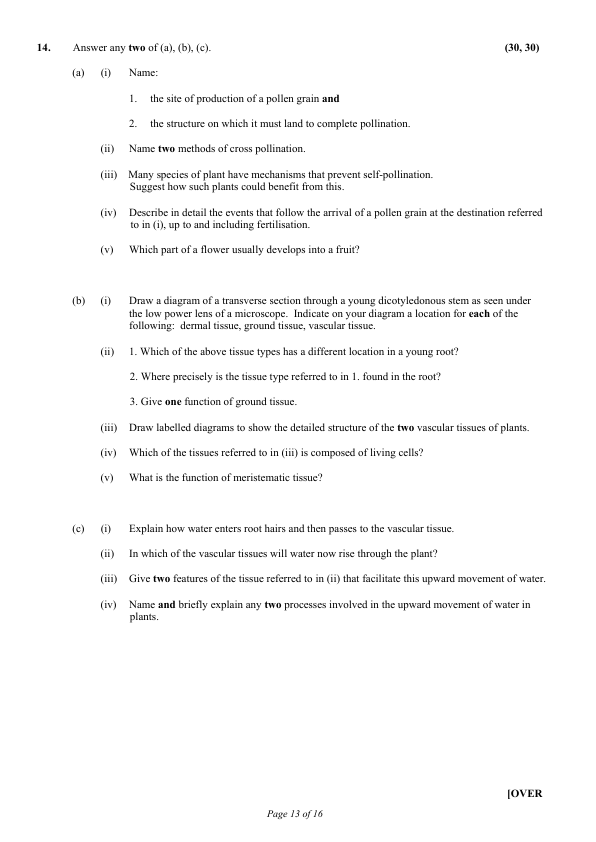 14. Answer any two of (a), (b), (c). (30, 30)
(a) (i) Name:
1. the site of production of a pollen grain and
2. the structure on which it must land to complete pollination.
(ii) Name two methods of cross pollination.
(iii) Many species of plant have mechanisms that prevent self-pollination.
Suggest how such plants could benefit from this.
(iv) Describe in detail the events that follow the arrival of a pollen grain at the destination referred
to in (i), up to and including fertilisation.
(v) Which part of a flower usually develops into a fruit?
(b) (i) Draw a diagram of a transverse section through a young dicotyledonous stem as seen under
the low power lens of a microscope. Indicate on your diagram a location for each of the
following: dermal tissue, ground tissue, vascular tissue.
(ii) 1. Which of the above tissue types has a different location in a young root?
2. Where precisely is the tissue type referred to in 1. found in the root?
3. Give one function of ground tissue.
(iii) Draw labelled diagrams to show the detailed structure of the two vascular tissues of plants.
(iv) Which of the tissues referred to in (iii) is composed of living cells?
(v) What is the function of meristematic tissue?
(c) (i) Explain how water enters root hairs and then passes to the vascular tissue.
(ii) In which of the vascular tissues will water now rise through the plant?
(iii) Give two features of the tissue referred to in (ii) that facilitate this upward movement of water.
(iv) Name and briefly explain any two processes involved in the upward movement of water in
plants.
[OVER
Page 13 of 16